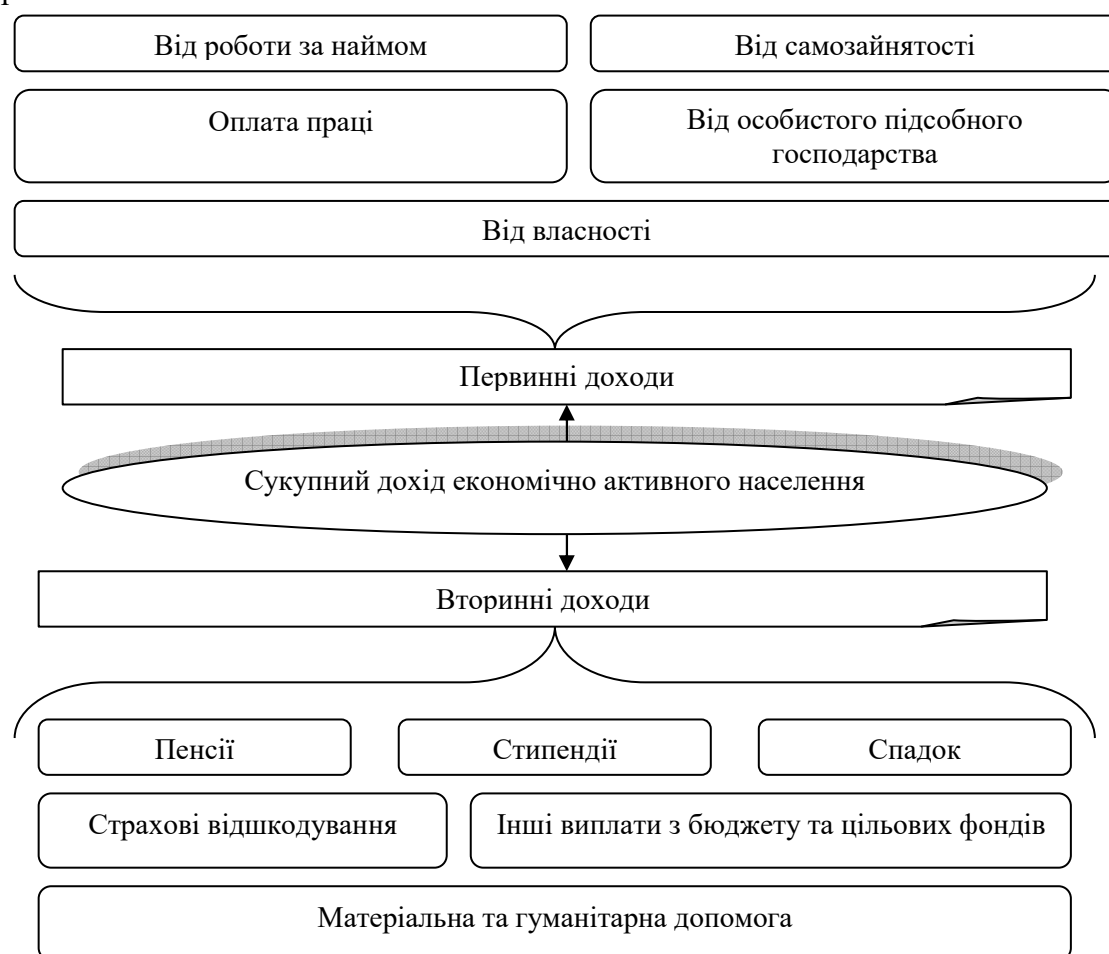 Від роботи за наймом
Від самозайнятості
Оплата праці
Від особистого підсобного
господарства
Від власності
Первинні доходи
Сукупний дохід економічно активного населення
Вторинні доходи
Пенсії
Стипендії
Спадок
Страхові відшкодування
Інші виплати з бюджету та цільових фондів
Матеріальна та гуманітарна допомога